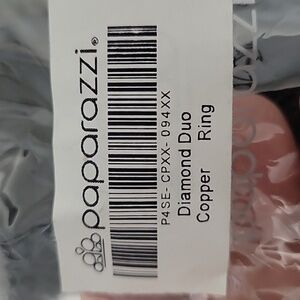 paparazzi®
P4SE-CPXX-094XX
Diamond Duo
Copper Ring